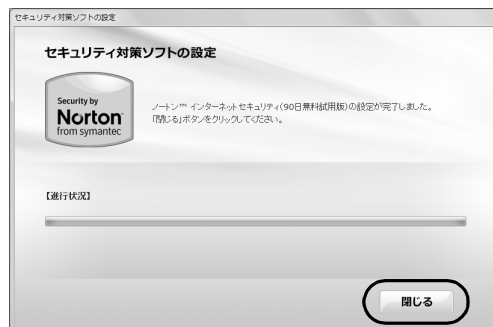 セキュリティ対策ソフトの設定
セキュリティ対策ソフトの設定
Security by
Norton
from symantec
ノートン™ インターネットセキュリティ(90日無料試用版)の設定が完了しました。
「閉じる」ボタンをクリックしてください。
【進行状況】
閉じる